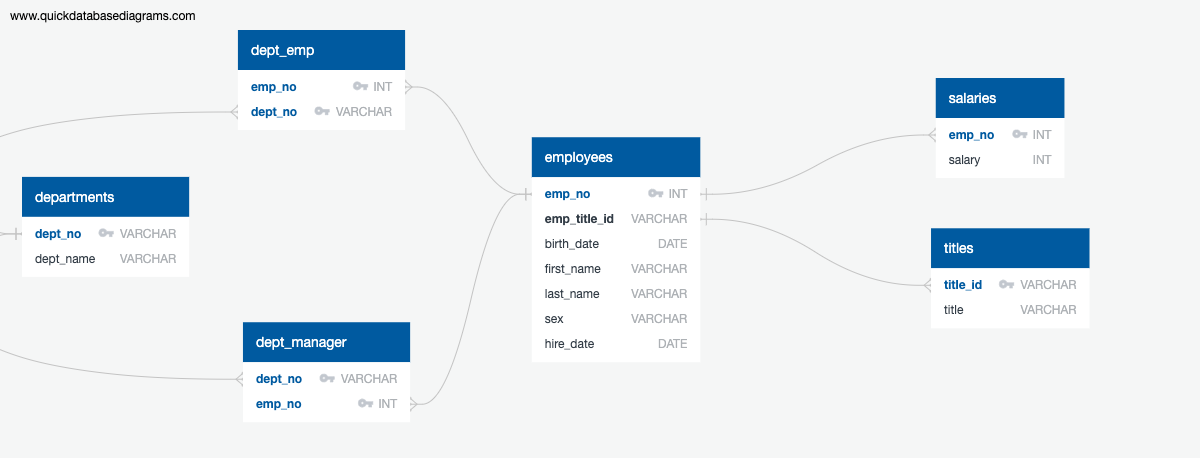 www.quickdatabasediagrams.com
dept_emp
emp_no INT
dept_no VARCHAR
departments
dept_no VARCHAR
dept_name VARCHAR
dept_manager
dept_no VARCHAR
emp_no INT
employees
emp_no INT
emp_title_id VARCHAR
birth_date DATE
first_name VARCHAR
last_name VARCHAR
sex VARCHAR
hire_date DATE
salaries
emp_no INT
salary INT
titles
title_id VARCHAR
title VARCHAR